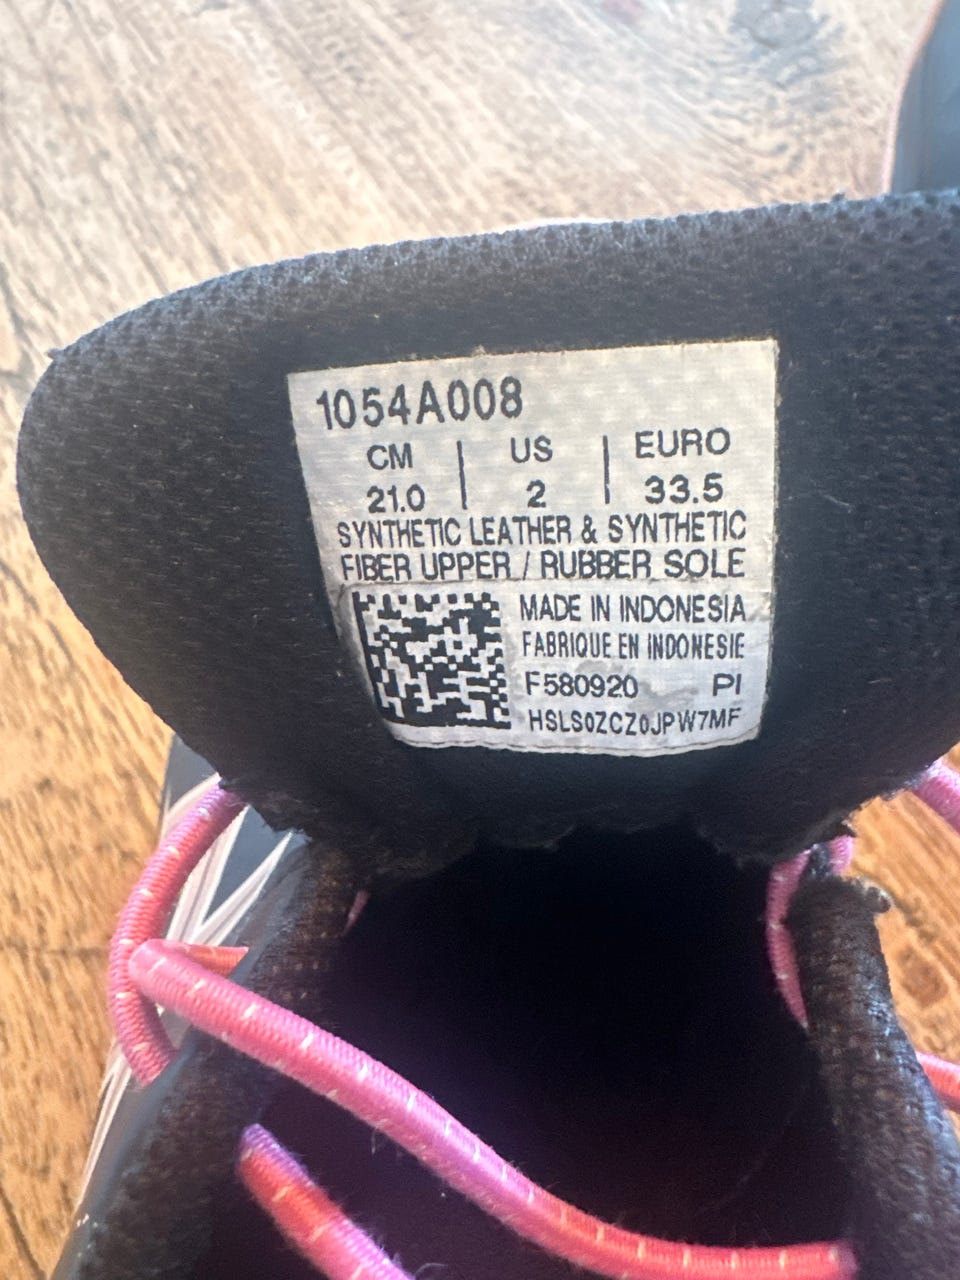 1054A008
CM | US | EURO
21.0 | 2 | 33.5
SYNTHETIC LEATHER & SYNTHETIC
FIBER UPPER / RUBBER SOLE
MADE IN INDONESIA
FABRIQUE EN INDONESIE
F580920 PI
HSLS0ZCZ0JPW7MF